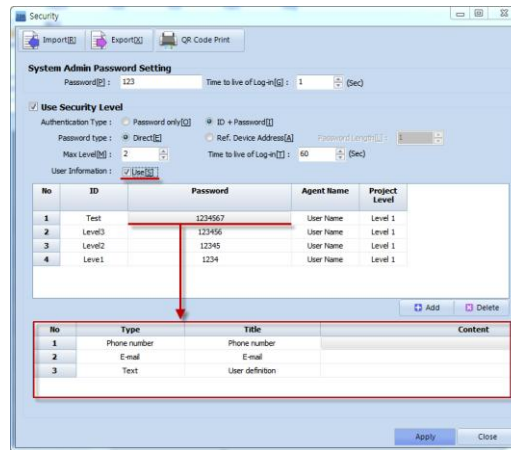 Security
Import[R] Export[X] QR Code Print
System Admin Password Setting
Password[P] : 123 Time to live of Log-in[G] : 1 (Sec)
Use Security Level
Authentication Type : Password only[O] ID + Password[I]
Password type : Direct[E] Ref. Device Address[A] Password Length[L] : 1
Max Level[M] : 2 Time to live of Log-in[T] : 60 (Sec)
User Information : Use[S]
No ID Password Agent Name Project Level
1 Test 1234567 User Name Level 1
2 Level3 123456 User Name Level 1
3 Level2 12345 User Name Level 1
4 Leve1 1234 User Name Level 1
Add Delete
No Type Title Content
1 Phone number Phone number
2 E-mail E-mail
3 Text User definition
Apply Close